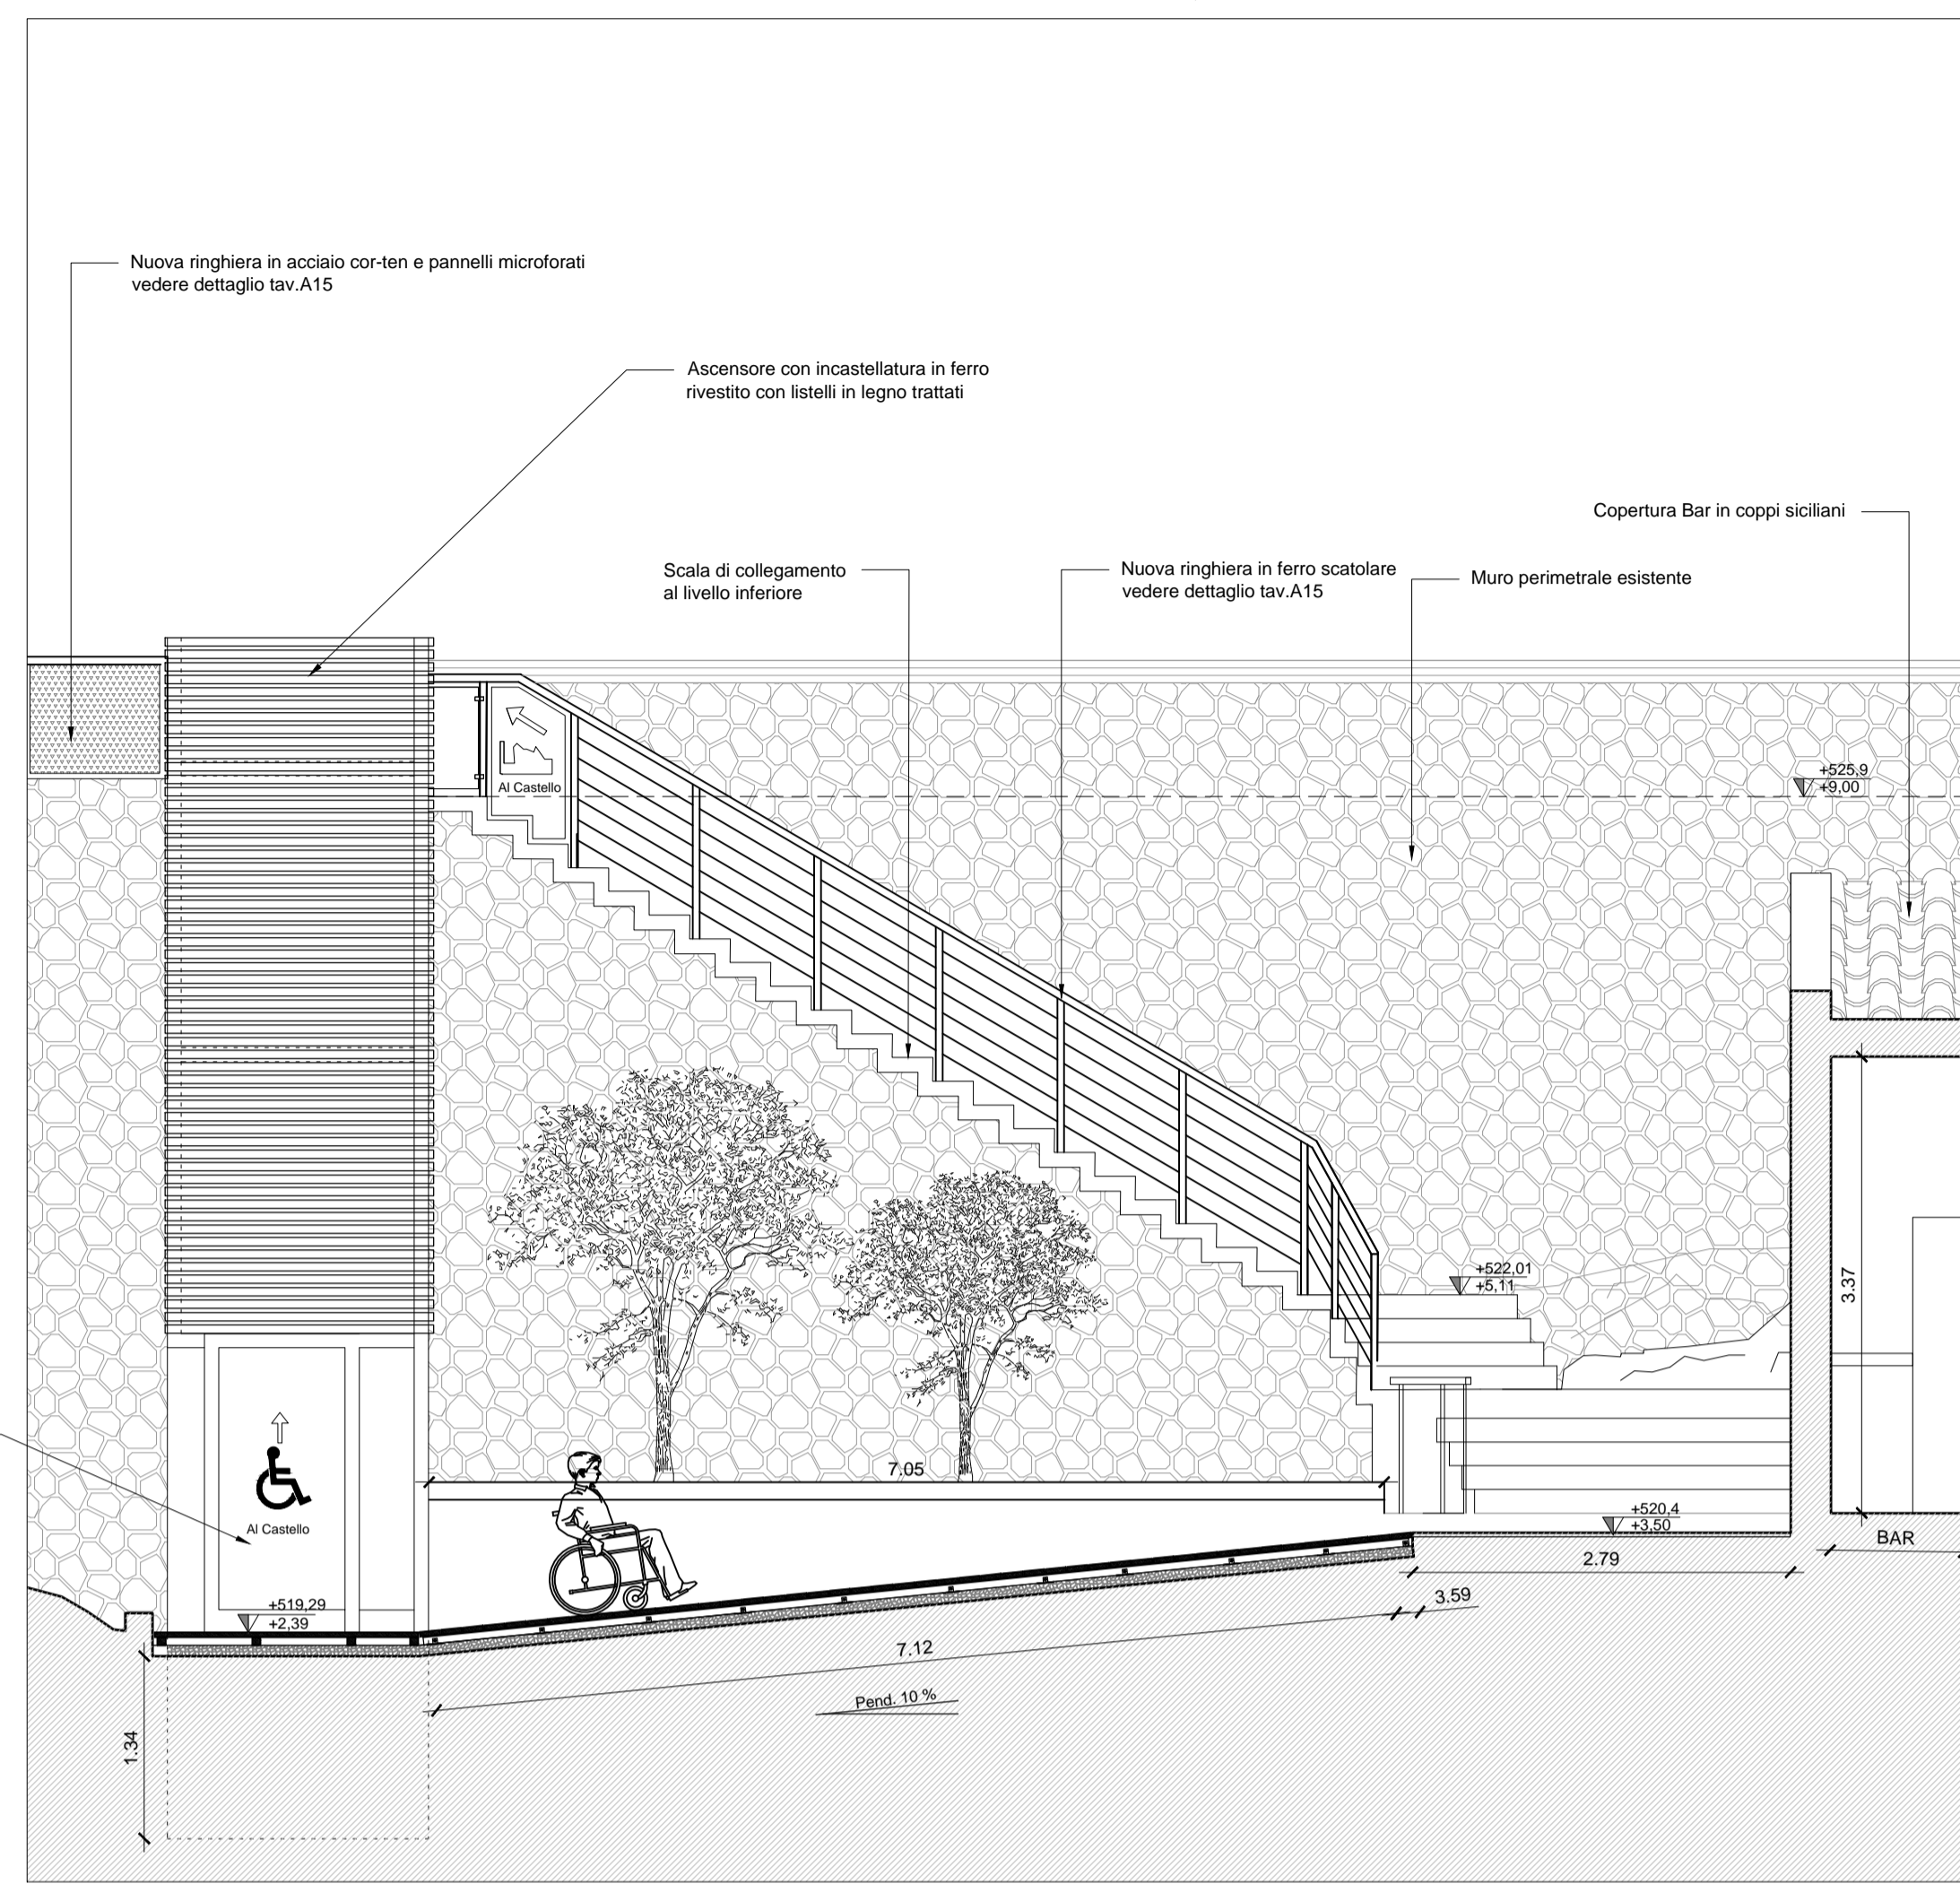 Nuova ringhiera in acciaio cor-ten e pannelli microforati
vedere dettaglio tav.A15
Ascensore con incastellatura in ferro
rivestito con listelli in legno trattati
Copertura Bar in coppi siciliani
Scala di collegamento
al livello inferiore
Nuova ringhiera in ferro scatolare
vedere dettaglio tav.A15
Muro perimetrale esistente
Al Castello
+525,9
+9,00
+522,01
+5,11
3.37
7.05
Al Castello
+520,4
+3,50
BAR
2.79
3.59
+519,29
+2,39
7.12
Pend. 10 %
1.34